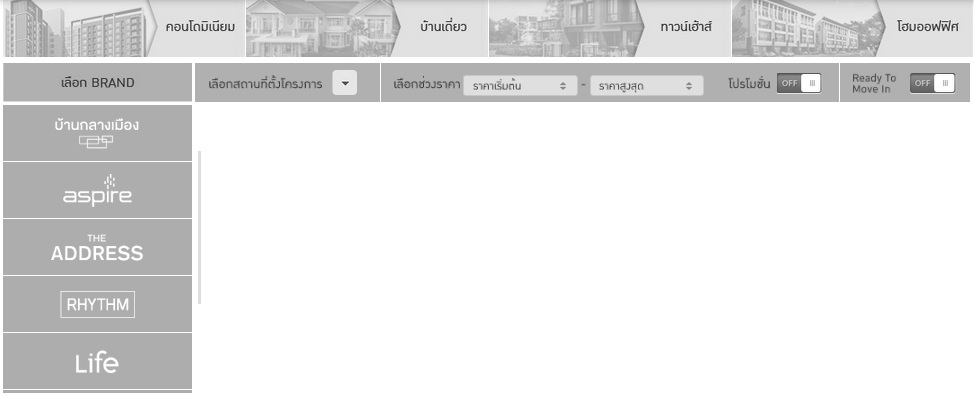 คอนโดมิเนียม
บ้านเดี่ยว
ทาวน์เฮ้าส์
โฮมออฟฟิศ
เลือก BRAND
เลือกสถานที่ตั้งโครงการ
เลือกช่วงราคา
ราคาเริ่มต้น
-
ราคาสูงสุด
โปรโมชั่น
OFF
Ready To
Move In
OFF
บ้านกลางเมือง
aspire
THE
ADDRESS
RHYTHM
Life